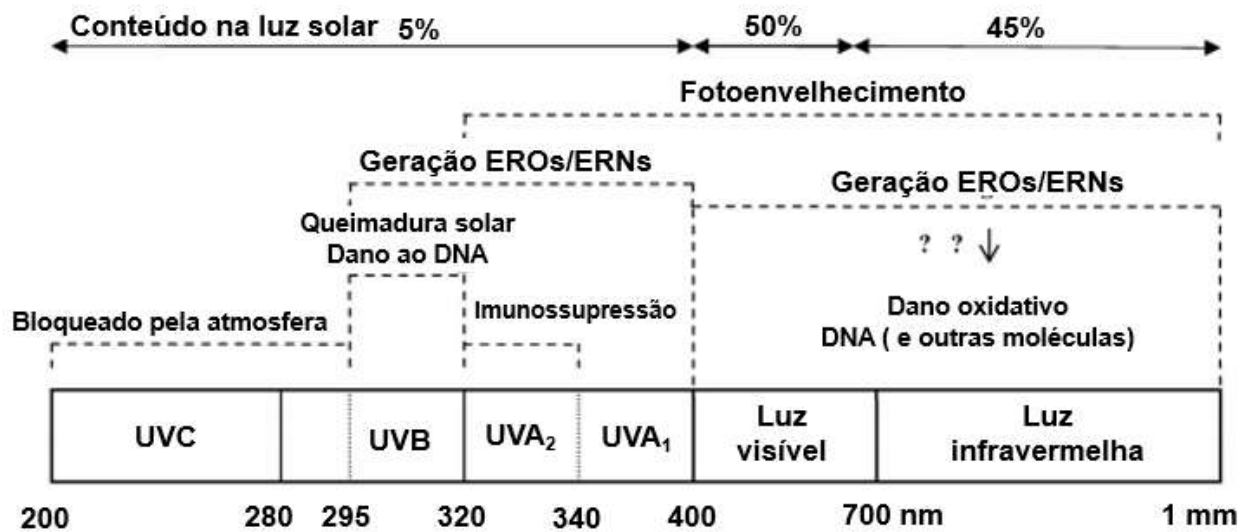 Conteúdo na luz solar 5% 50% 45%
Fotoenvelhecimento
Geração EROs/ERNs
Geração EROs/ERNs
Queimadura solar
Dano ao DNA
? ?
Imunossupressão
Dano oxidativo
DNA ( e outras moléculas)
Bloqueado pela atmosfera
UVC UVB UVA₂ UVA₁
Luz
visível
Luz
infravermelha
200 280 295 320 340 400 700 nm 1 mm